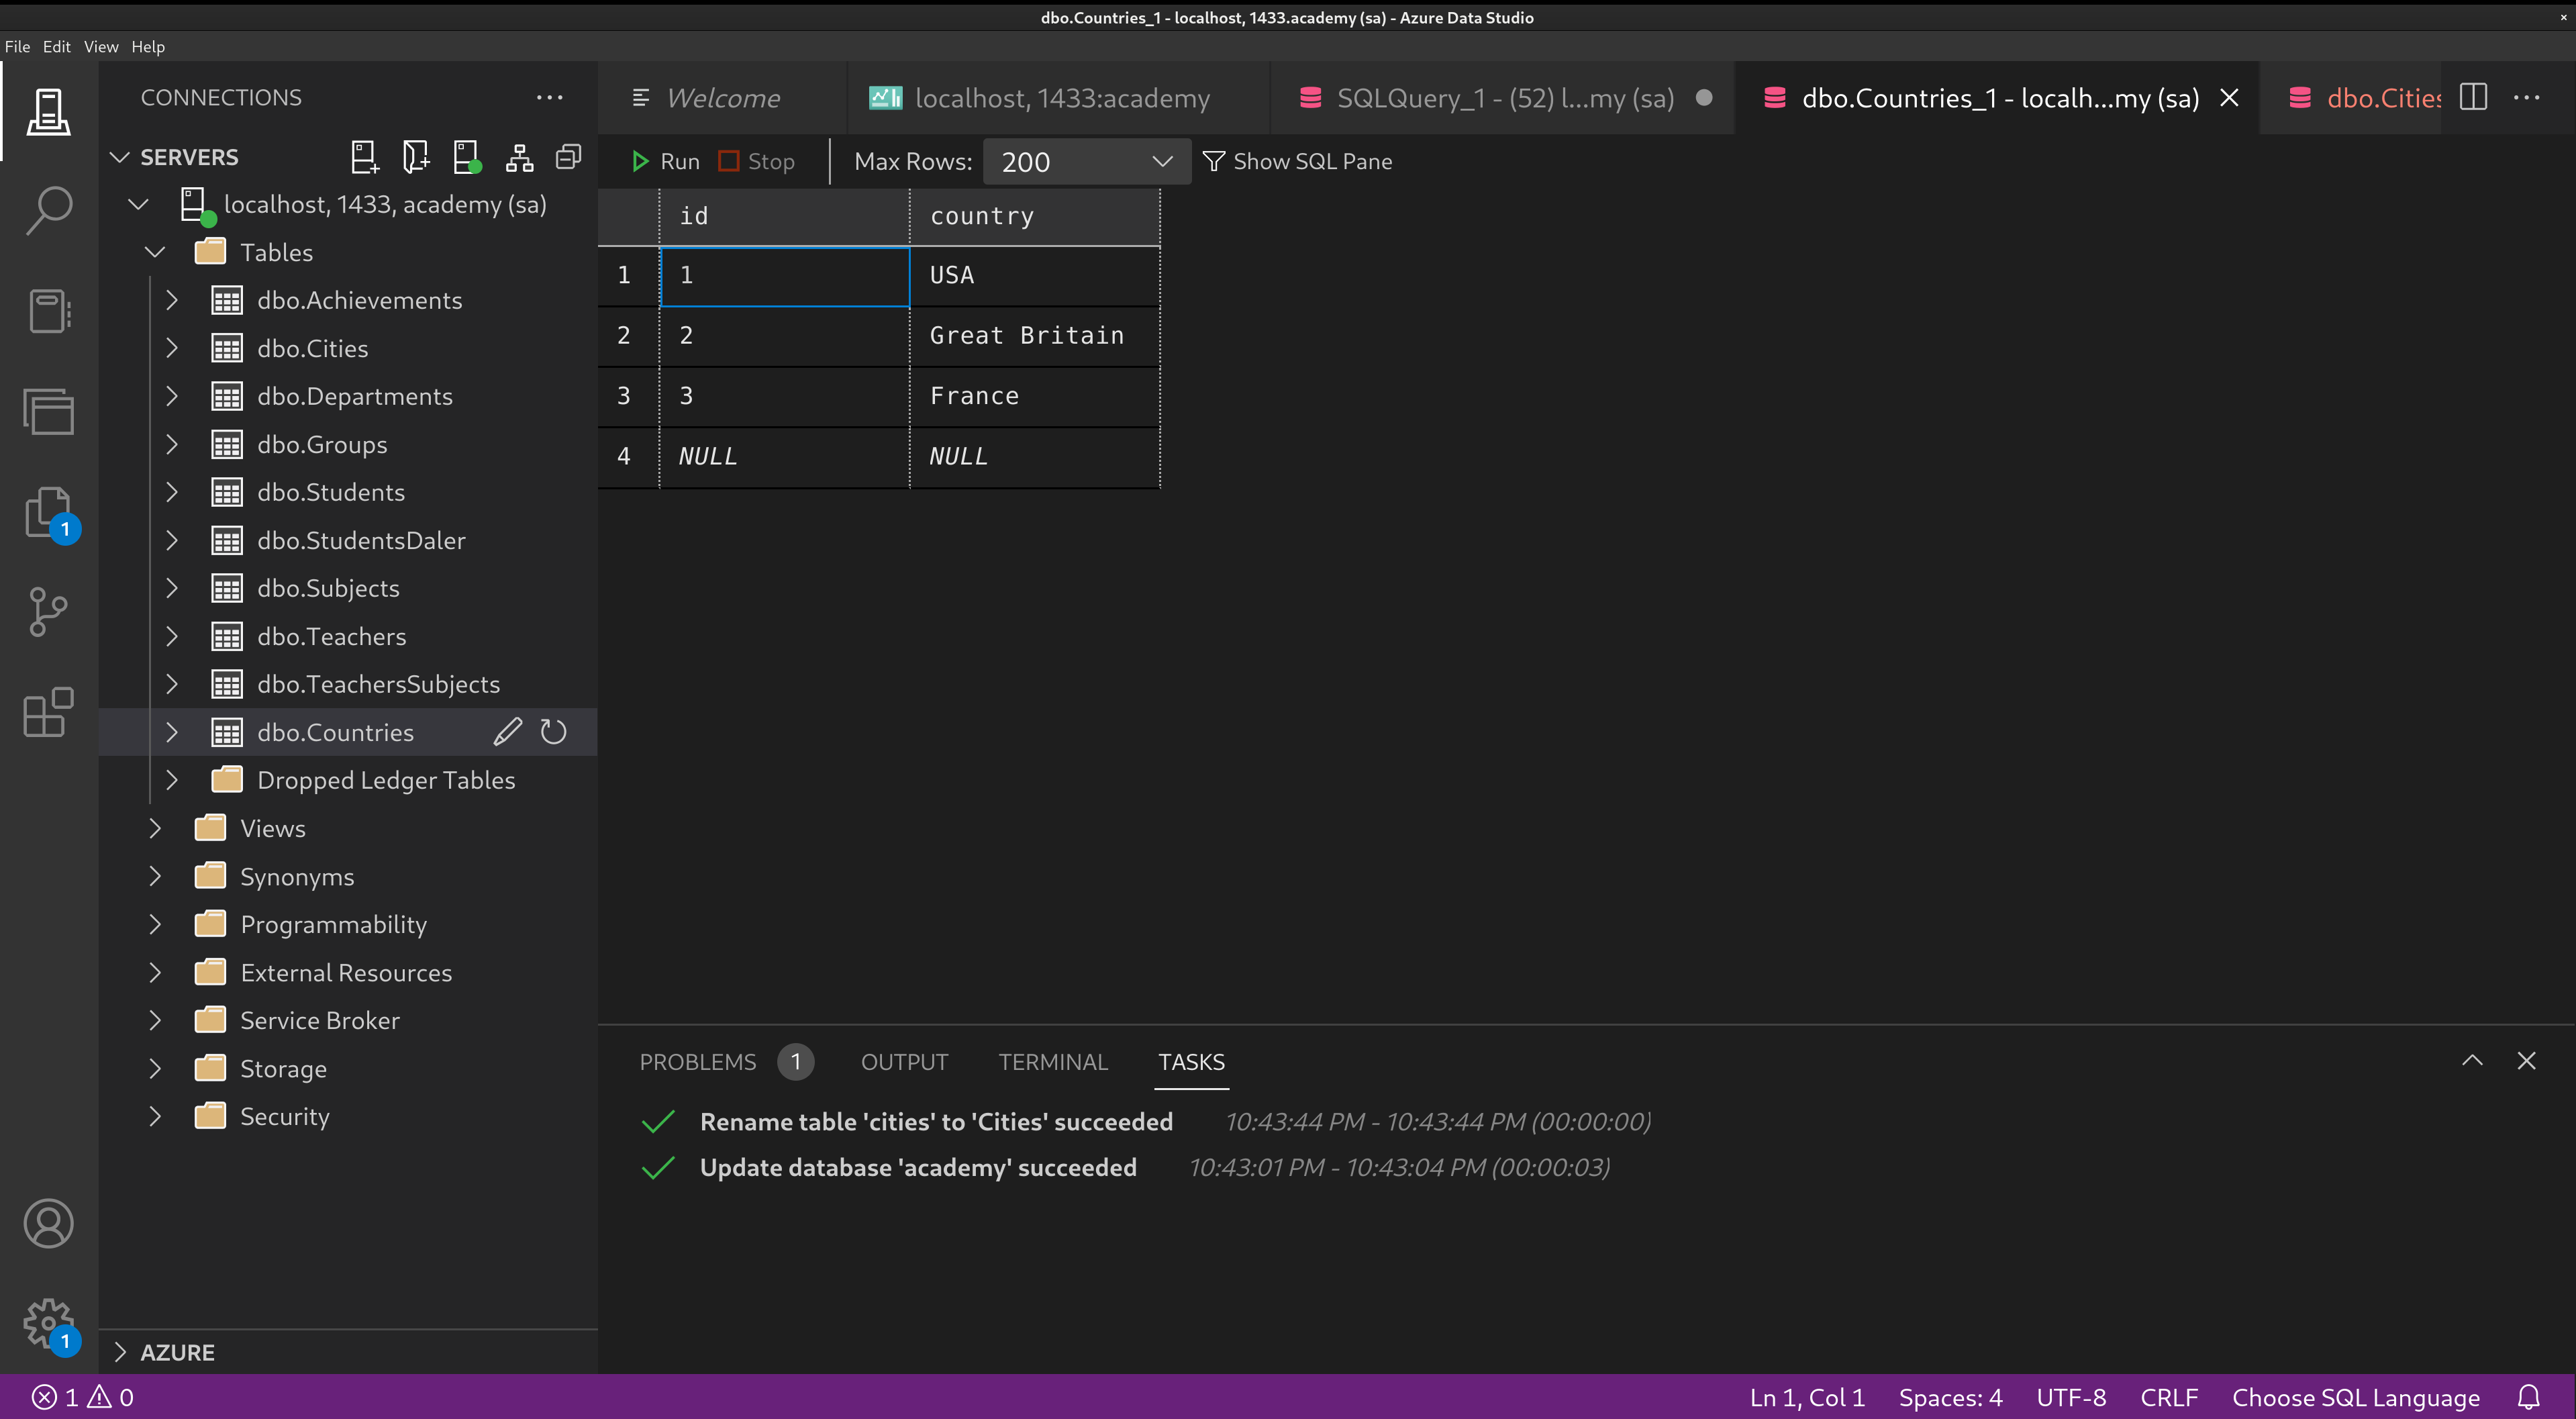 dbo.Countries_1 - localhost, 1433.academy (sa) - Azure Data Studio
File Edit View Help
CONNECTIONS
SERVERS
localhost, 1433, academy (sa)
Tables
dbo.Achievements
dbo.Cities
dbo.Departments
dbo.Groups
dbo.Students
dbo.StudentsDaler
dbo.Subjects
dbo.Teachers
dbo.TeachersSubjects
dbo.Countries
Dropped Ledger Tables
Views
Synonyms
Programmability
External Resources
Service Broker
Storage
Security
AZURE
1
1
Welcome localhost, 1433:academy SQLQuery_1 - (52) l...my (sa) dbo.Countries_1 - localh...my (sa) dbo.Cities
Run Stop Max Rows: 200 Show SQL Pane
id country
1 1 USA
2 2 Great Britain
3 3 France
4 NULL NULL
PROBLEMS 1 OUTPUT TERMINAL TASKS
Rename table 'cities' to 'Cities' succeeded 10:43:44 PM - 10:43:44 PM (00:00:00)
Update database 'academy' succeeded 10:43:01 PM - 10:43:04 PM (00:00:03)
1 0 Ln 1, Col 1 Spaces: 4 UTF-8 CRLF Choose SQL Language